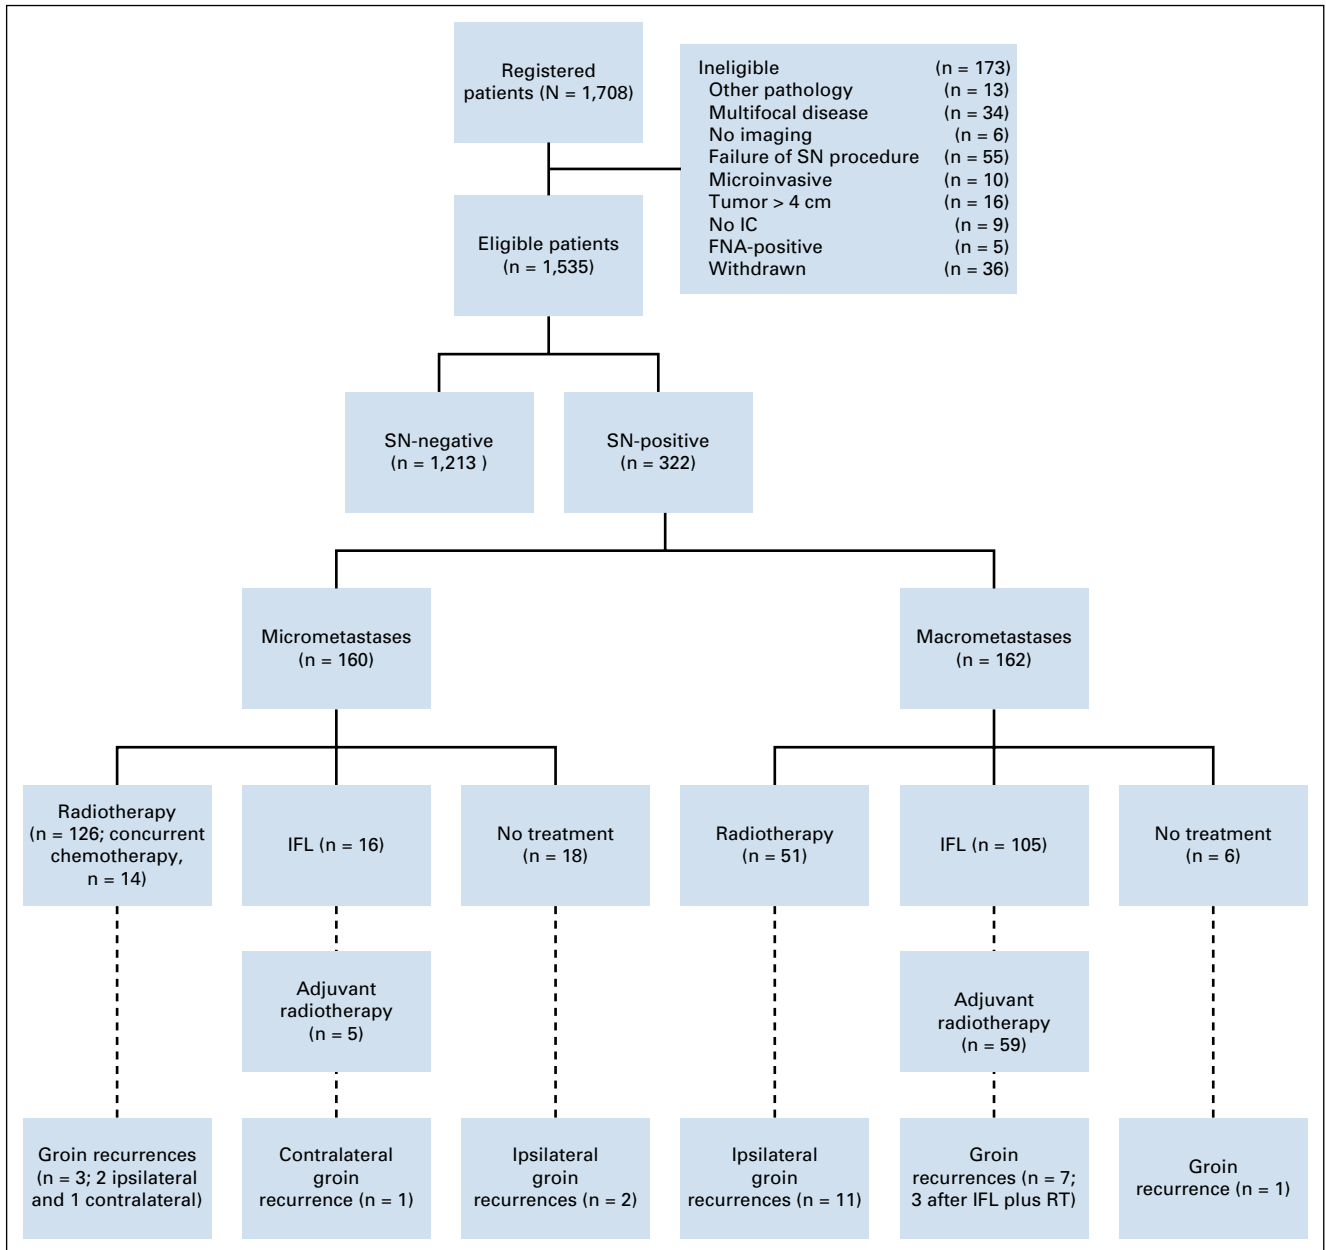 Registered
patients (N = 1,708)
Ineligible (n = 173)
Other pathology (n = 13)
Multifocal disease (n = 34)
No imaging (n = 6)
Failure of SN procedure (n = 55)
Microinvasive (n = 10)
Tumor > 4 cm (n = 16)
No IC (n = 9)
FNA-positive (n = 5)
Withdrawn (n = 36)
Eligible patients
(n = 1,535)
SN-negative
(n = 1,213 )
SN-positive
(n = 322)
Micrometastases
(n = 160)
Macrometastases
(n = 162)
Radiotherapy
(n = 126; concurrent
chemotherapy,
n = 14)
IFL (n = 16)
No treatment
(n = 18)
Radiotherapy
(n = 51)
IFL (n = 105)
No treatment
(n = 6)
Adjuvant
radiotherapy
(n = 5)
Adjuvant
radiotherapy
(n = 59)
Groin recurrences
(n = 3; 2 ipsilateral
and 1 contralateral)
Contralateral
groin
recurrence (n = 1)
Ipsilateral
groin
recurrences (n = 2)
Ipsilateral
groin
recurrences (n = 11)
Groin
recurrences (n = 7;
3 after IFL plus RT)
Groin
recurrence (n = 1)